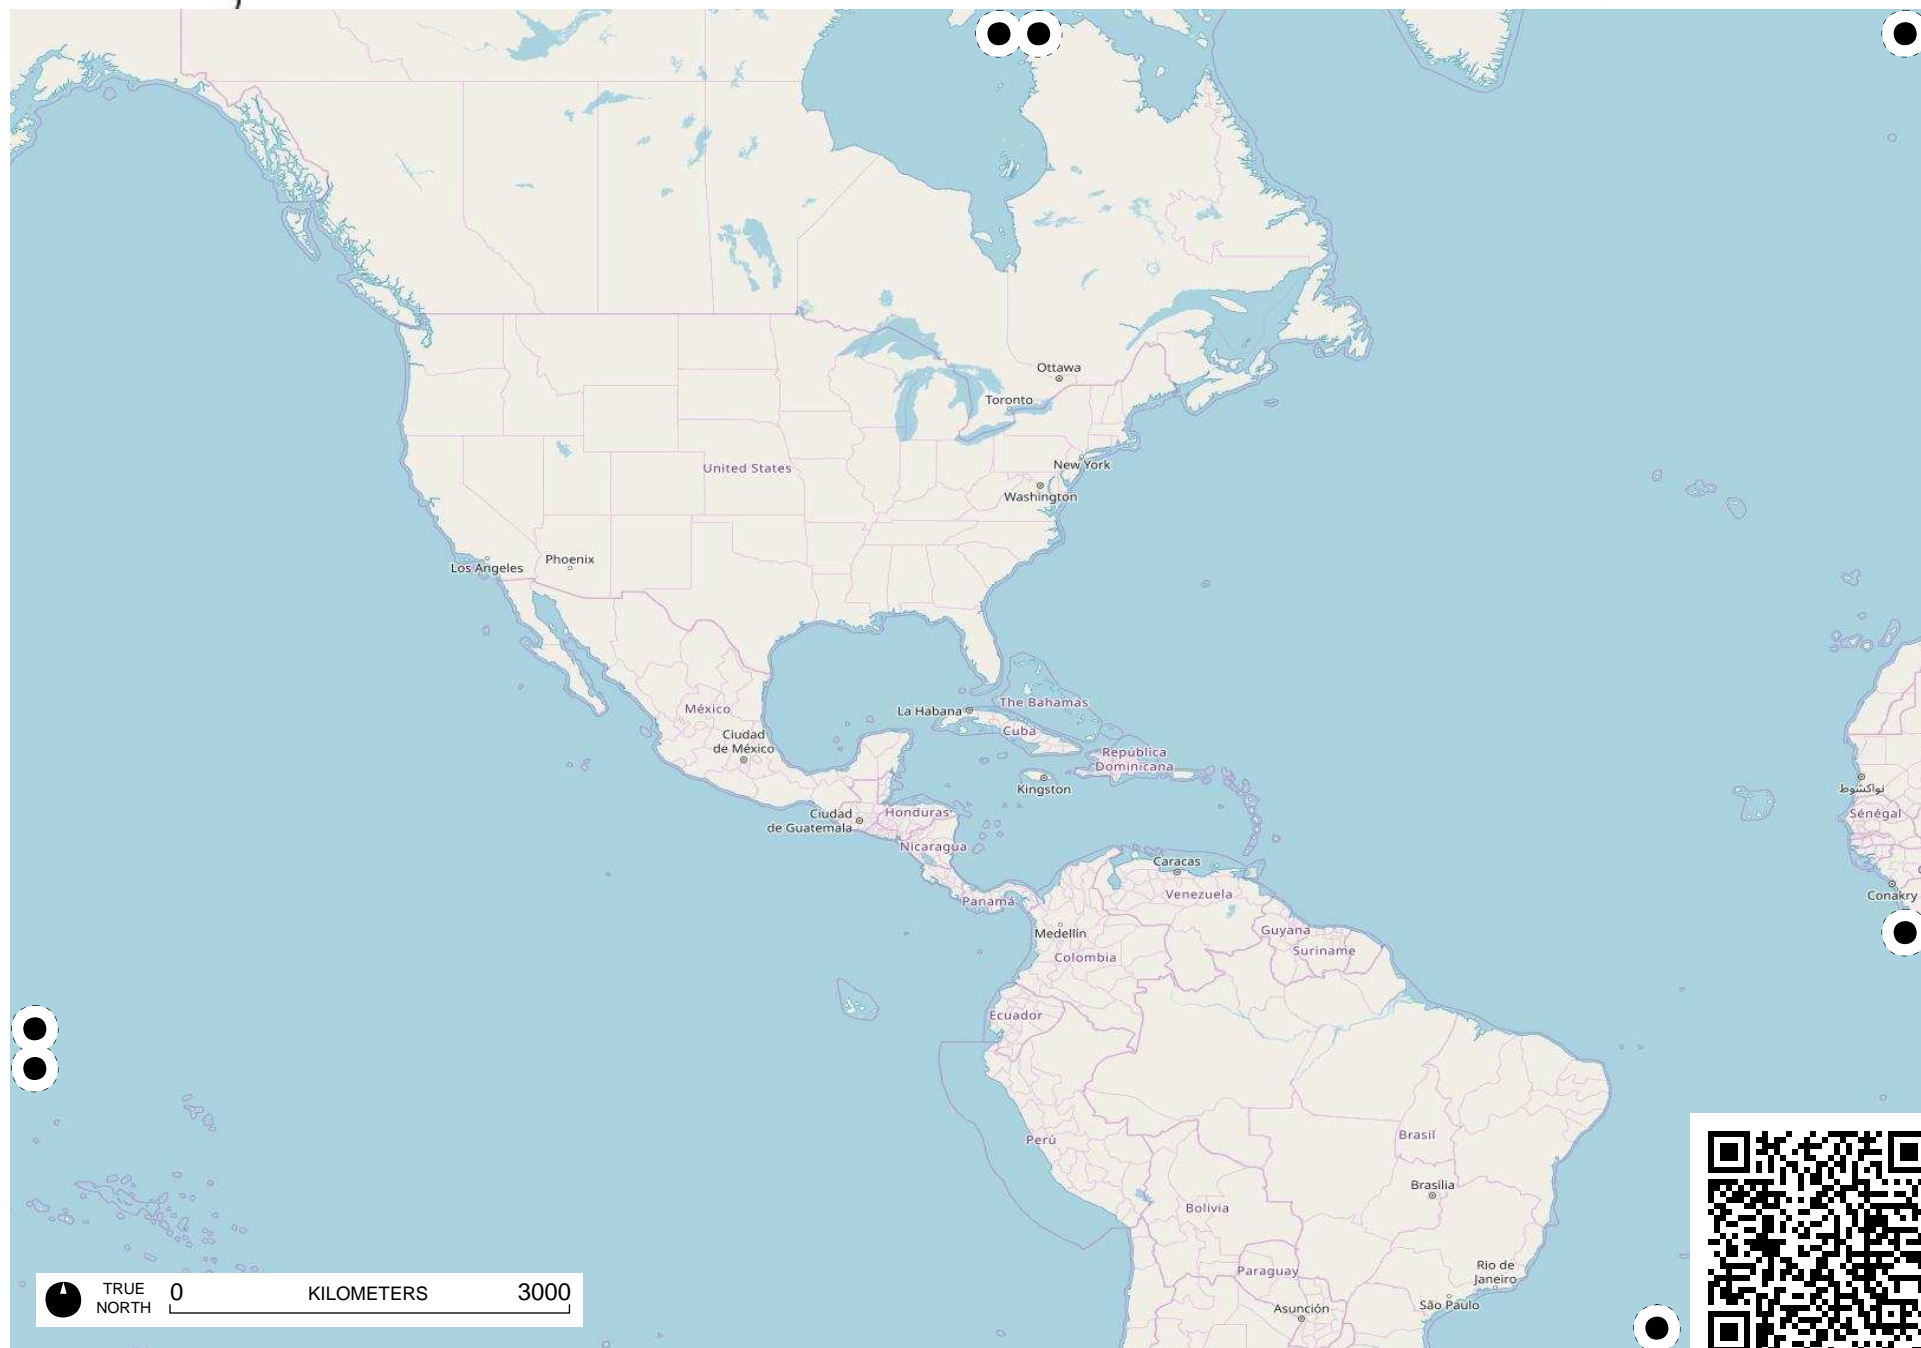 Ottawa
Toronto
United States
New York
Washington
Los Angeles
Phoenix
México
La Habana
The Bahamas
Cuba
Ciudad
de México
República
Dominicana
Kingston
نواكشوط
Ciudad
de Guatemala
Honduras
Sénégal
Nicaragua
Caracas
Venezuela
Conakry
Panamá
Medellín
Guyana
Suriname
Colombia
Ecuador
Perú
Brasil
Brasília
Bolivia
Paraguay
Rio de
Janeiro
São Paulo
Asunción
TRUE
NORTH
0 KILOMETERS 3000